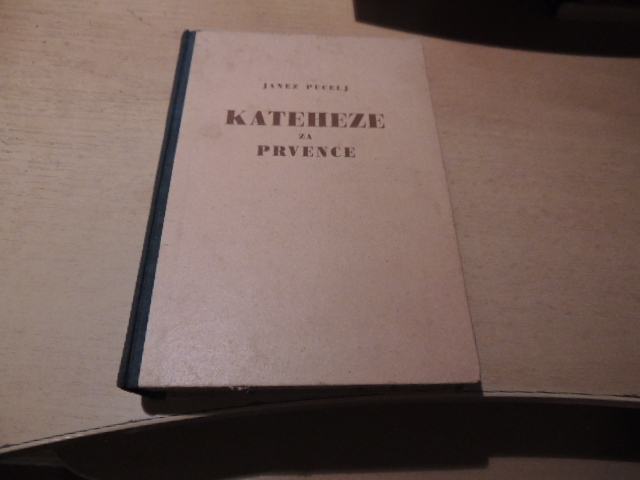 JANEZ PUCELJ
KATEHEZE
ZA
PRVENCE